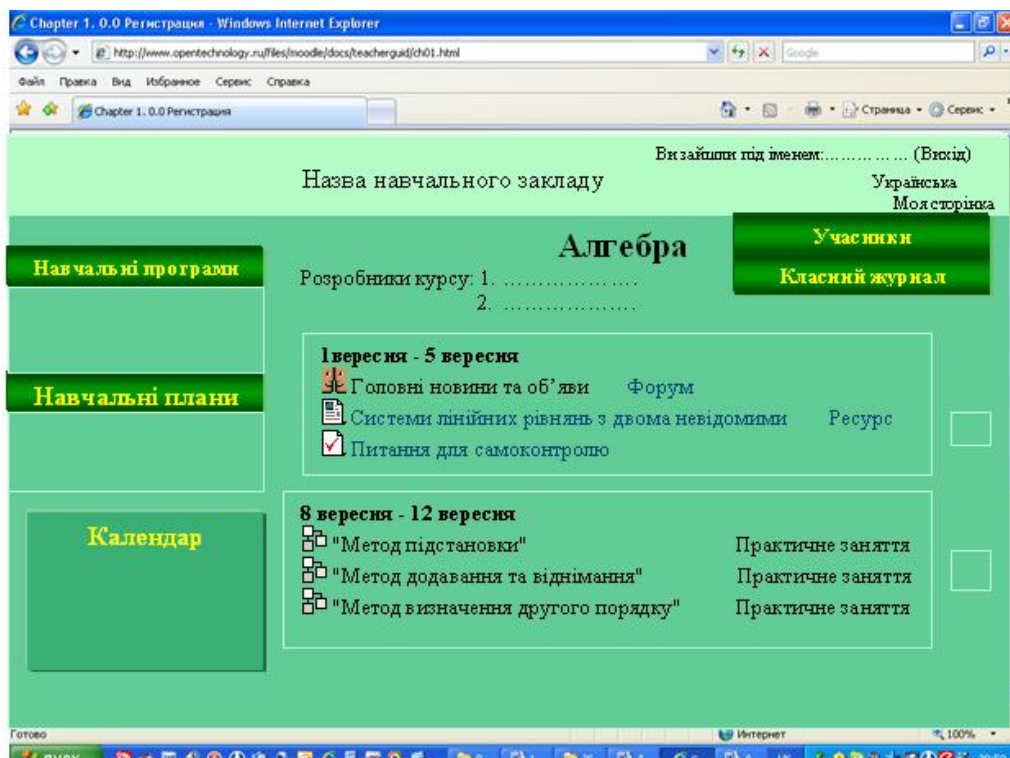 Chapter 1. 0.0 Регистрация - Windows Internet Explorer
http://www.opentechnology.ru/files/moodle/docs/teacherguid/ch01.html
Google
Файл Правка Вид Избранное Сервис Справка
Chapter 1. 0.0 Регистрация
Страница
Сервис
Ви зайшли під іменем:............... (Вихід)
Назва навчального закладу
Українська
Моя сторінка
Алгебра
Учасники
Класний журнал
Навчальні програми
Розробники курсу: 1. ...................
2. ...................
Навчальні плани
1вересня - 5 вересня
Головні новини та об’яви Форум
Системи лінійних рівнянь з двома невідомими Ресурс
Питання для самоконтролю
Календар
8 вересня - 12 вересня
"Метод підстановки" Практичне заняття
"Метод додавання та віднімання" Практичне заняття
"Метод визначення другого порядку" Практичне заняття
Готово
Интернет
100%